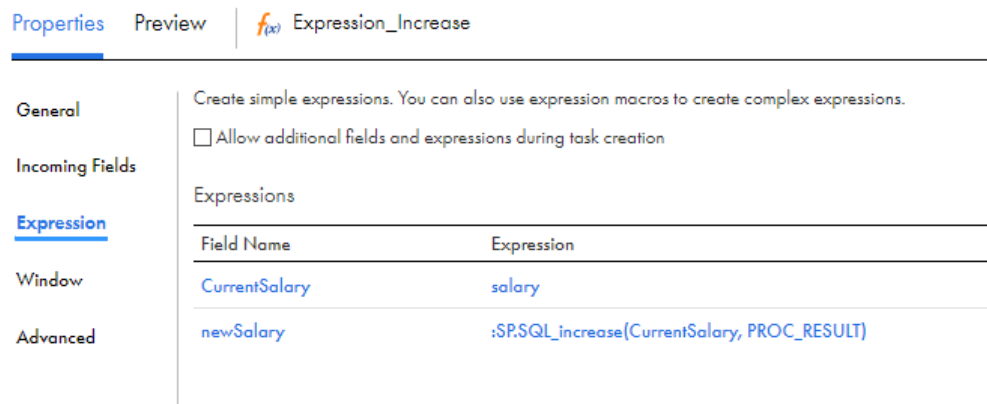 Properties Preview f(x) Expression_Increase
General
Create simple expressions. You can also use expression macros to create complex expressions.
Allow additional fields and expressions during task creation
Incoming Fields
Expressions
Expression
Field Name Expression
Window
CurrentSalary salary
Advanced
newSalary :SP.SQL_increase(CurrentSalary, PROC_RESULT)